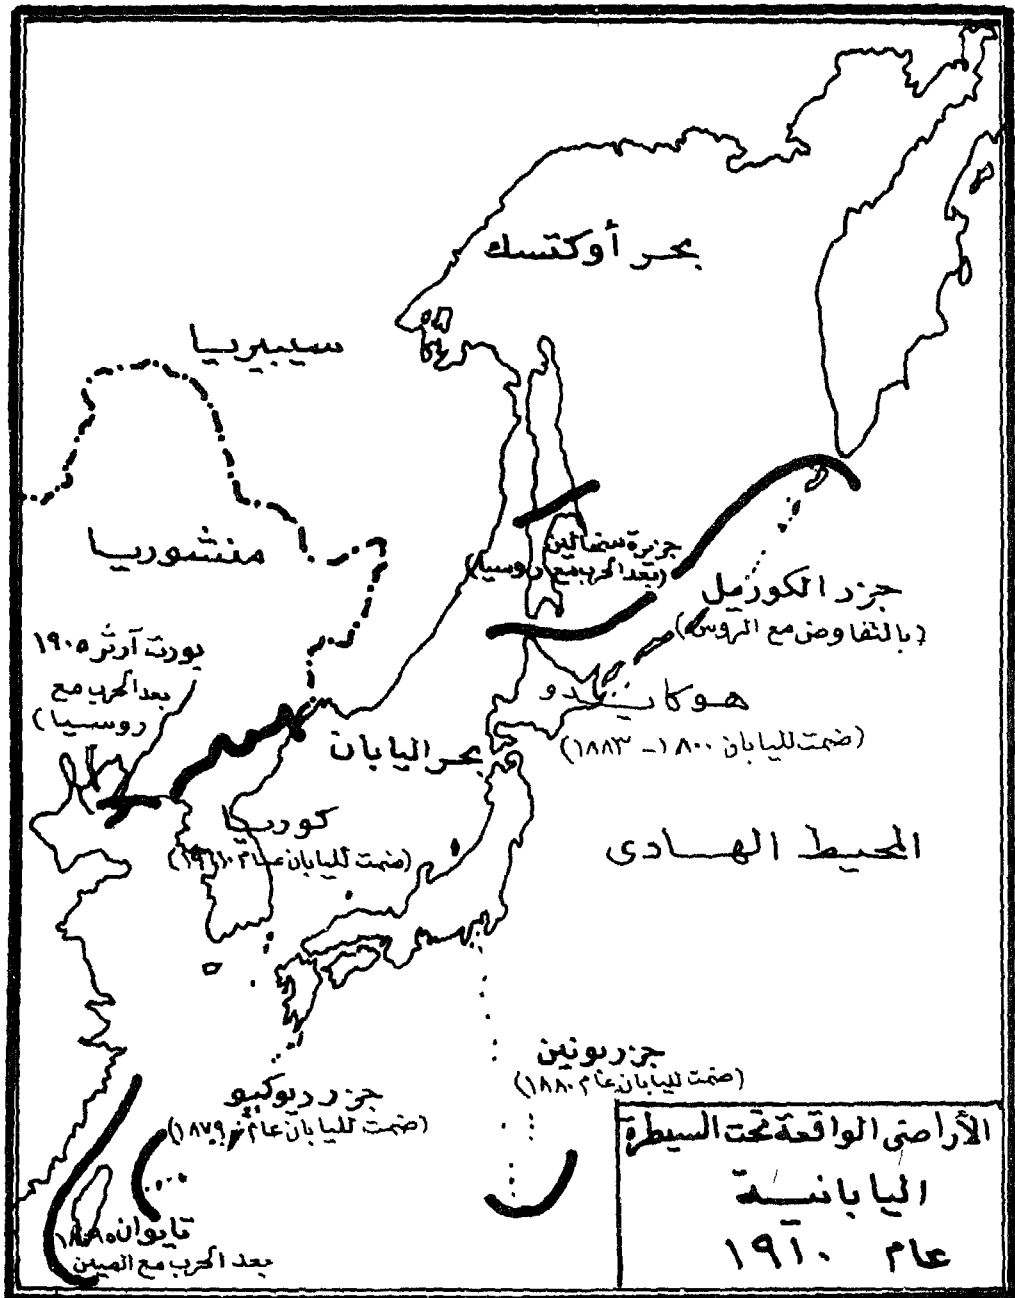 بحر أوكتسك
سيبيريا
منشوريا
جزيرة سخالين
(بعد الحرب مع روسيا)
جزر الكوريل
(بالتفاوض مع الروس)
بورت آرثر ١٩٠٥
بعد الحرب مع
روسيا)
هوكايدو
(ضمت لليابان ١٨٠٠ - ١٨٨٣)
بحر اليابان
كوريا
(ضمت لليابان عام ١٩١٠)
المحيط الهادى
جزر بونين
(ضمت لليابان عام ١٨٨٠)
جزر ريوكيو
(ضمت لليابان عام ١٨٧٩)
تايوان ١٨٩٥
بعد الحرب مع الصين
الأراضى الواقعة تحت السيطرة
اليابانية
عام ١٩١٠